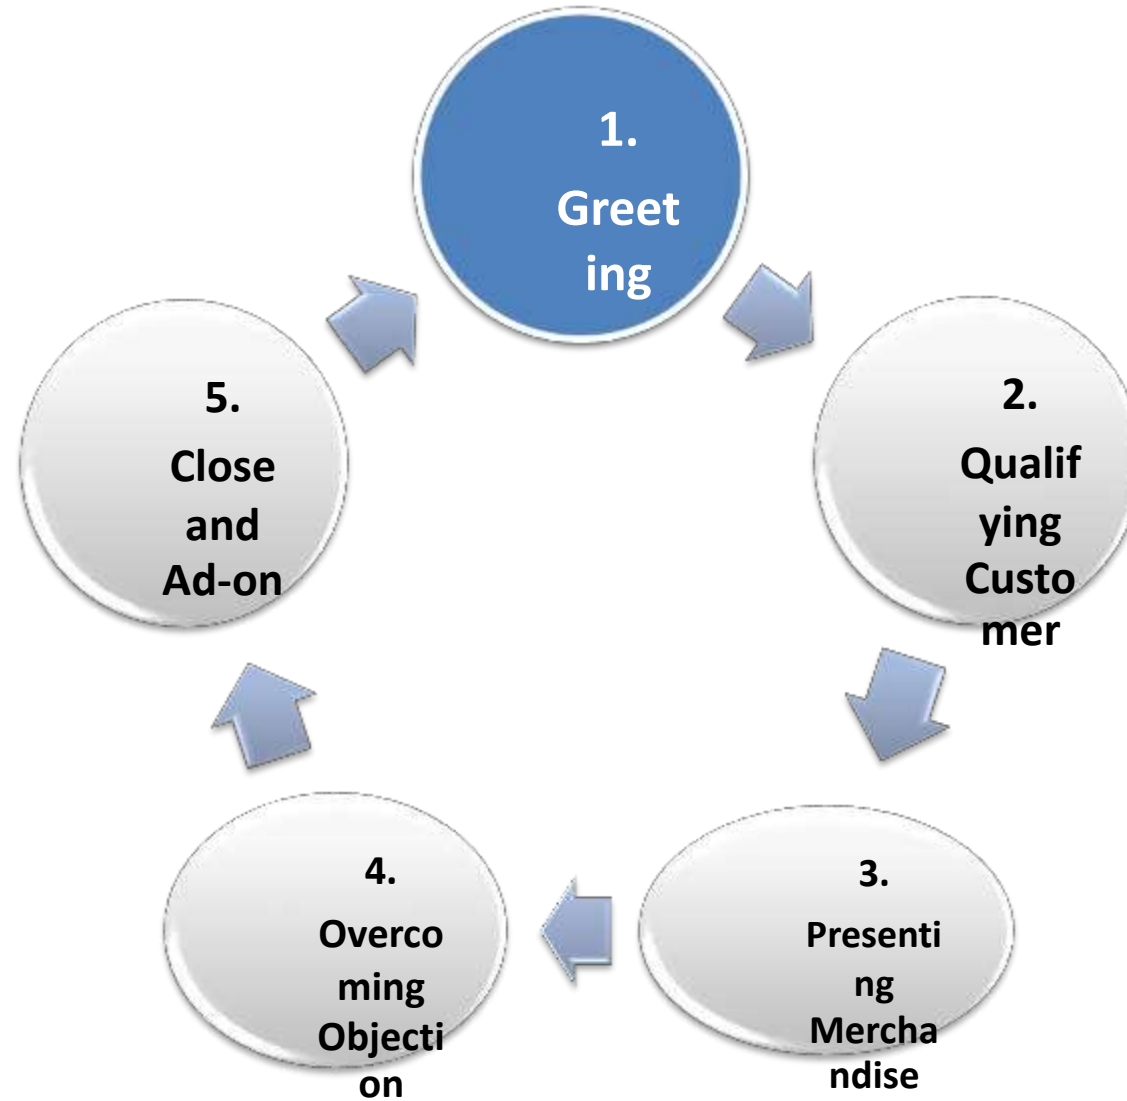 1.
Greet
ing
2.
Qualif
ying
Custo
mer
3.
Presenti
ng
Mercha
ndise
4.
Overco
ming
Objecti
on
5.
Close
and
Ad-on